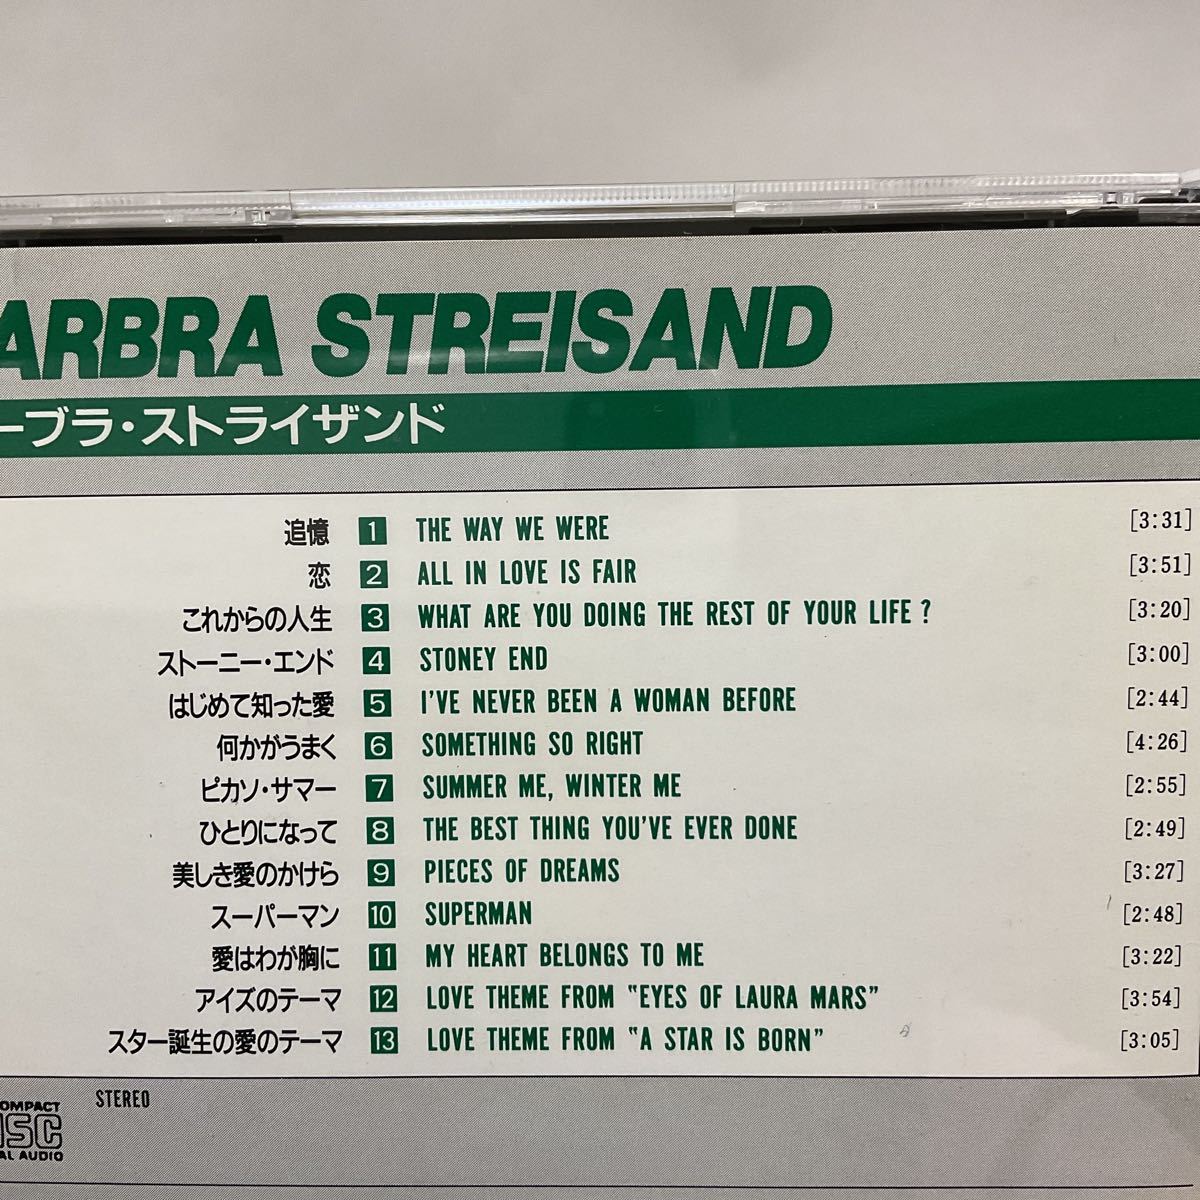 ARBRA STREISAND
ーブラ・ストライザンド
追憶 1 THE WAY WE WERE [3:31]
恋 2 ALL IN LOVE IS FAIR [3:51]
これからの人生 3 WHAT ARE YOU DOING THE REST OF YOUR LIFE ? [3:20]
ストーニー・エンド 4 STONEY END [3:00]
はじめて知った愛 5 I'VE NEVER BEEN A WOMAN BEFORE [2:44]
何かがうまく 6 SOMETHING SO RIGHT [4:26]
ピカソ・サマー 7 SUMMER ME, WINTER ME [2:55]
ひとりになって 8 THE BEST THING YOU'VE EVER DONE [2:49]
美しき愛のかけら 9 PIECES OF DREAMS [3:27]
スーパーマン 10 SUPERMAN [2:48]
愛はわが胸に 11 MY HEART BELONGS TO ME [3:22]
アイズのテーマ 12 LOVE THEME FROM "EYES OF LAURA MARS" [3:54]
スター誕生の愛のテーマ 13 LOVE THEME FROM "A STAR IS BORN" [3:05]
STEREO
OMPACT
ISC
AL AUDIO